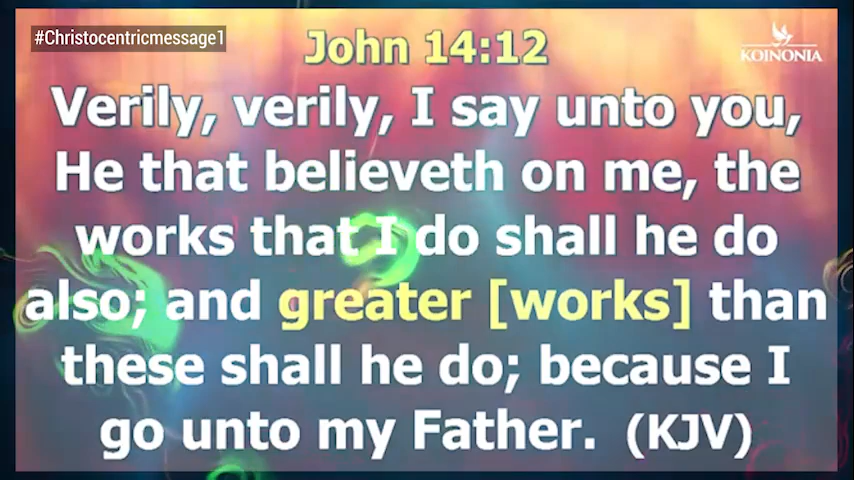 #Christocentricmessage1
KOINONIA
John 14:12
Verily, verily, I say unto you,
He that believeth on me, the
works that I do shall he do
also; and greater [works] than
these shall he do; because I
go unto my Father. (KJV)